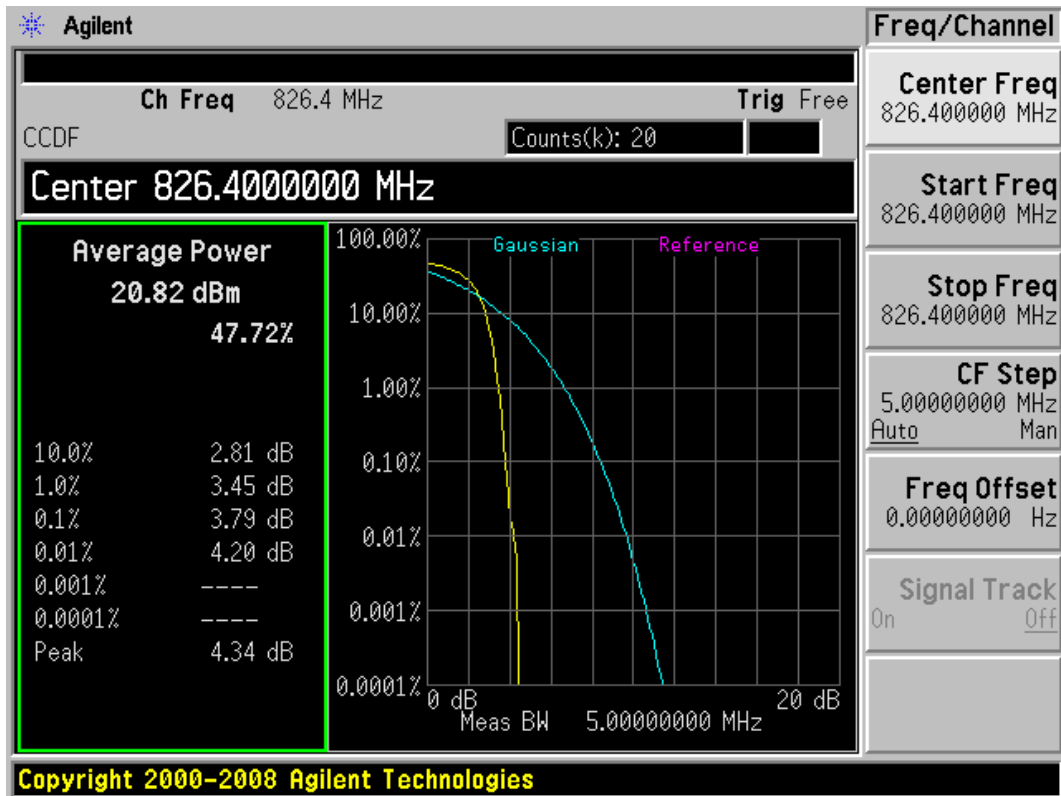 Agilent
Freq/Channel
Ch Freq 826.4 MHz Trig Free
CCDF Counts(k): 20
Center 826.400000 MHz
Average Power
20.82 dBm
47.72%
10.0% 2.81 dB
1.0% 3.45 dB
0.1% 3.79 dB
0.01% 4.20 dB
0.001% ----
0.0001% ----
Peak 4.34 dB
Gaussian Reference
100.00%
10.00%
1.00%
0.10%
0.01%
0.001%
0.0001%
0 dB 20 dB
Meas BW 5.00000000 MHz
Center Freq
826.400000 MHz
Start Freq
826.400000 MHz
Stop Freq
826.400000 MHz
CF Step
5.00000000 MHz
Auto Man
Freq Offset
0.00000000 Hz
Signal Track
On Off
Copyright 2000-2008 Agilent Technologies